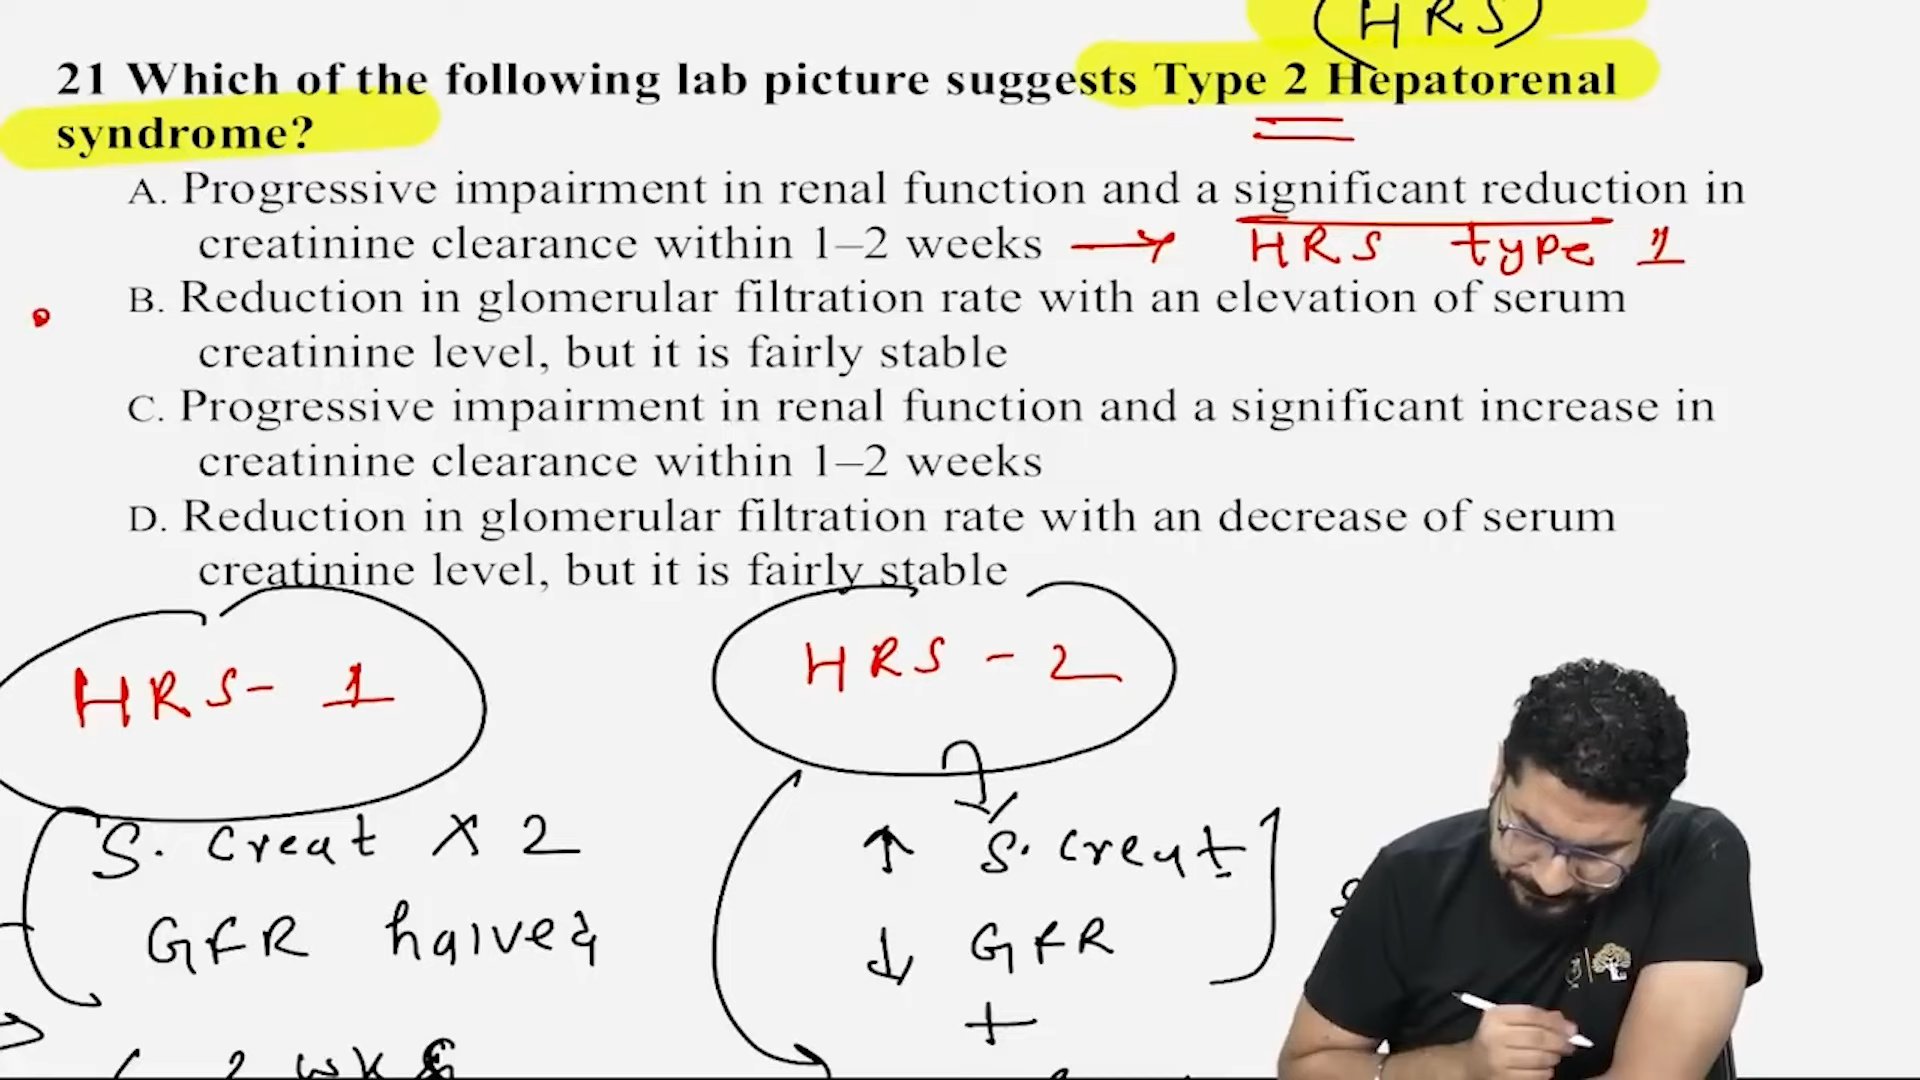 (HRS)
21 Which of the following lab picture suggests Type 2 Hepatorenal
syndrome?
A. Progressive impairment in renal function and a significant reduction in
creatinine clearance within 1–2 weeks → HRS type 1
B. Reduction in glomerular filtration rate with an elevation of serum
creatinine level, but it is fairly stable
C. Progressive impairment in renal function and a significant increase in
creatinine clearance within 1–2 weeks
D. Reduction in glomerular filtration rate with a decrease of serum
creatinine level, but it is fairly stable
HRS - 1
HRS - 2
S. Creat X 2
↑ S. Creat
GFR halved
↓ GFR
+
2 wks